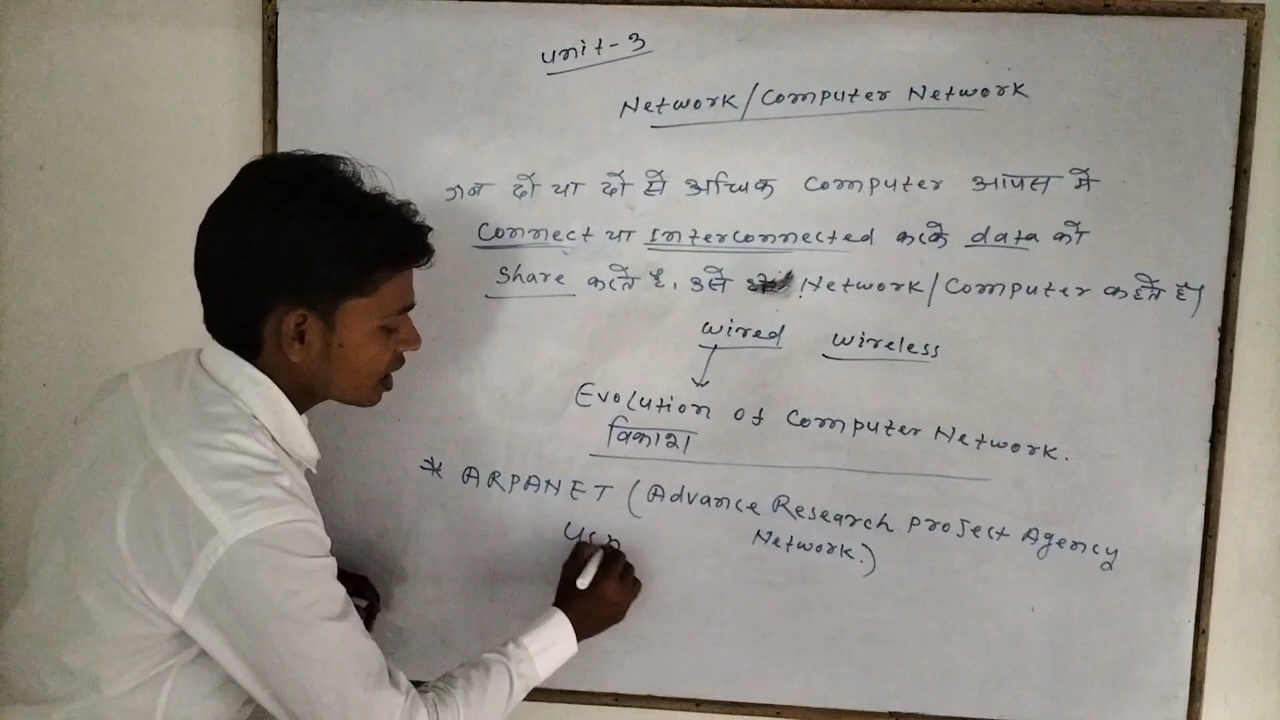 Unit-3
Network/Computer Network
जब दो या दो से अधिक Computer आपस में
Connect या Interconnected करके data को
Share करते है, उसे Network/Computer कहते है।
wired wireless
Evolution of Computer Network.
विकाश
* ARPANET (Advance Research Project Agency
Network.)